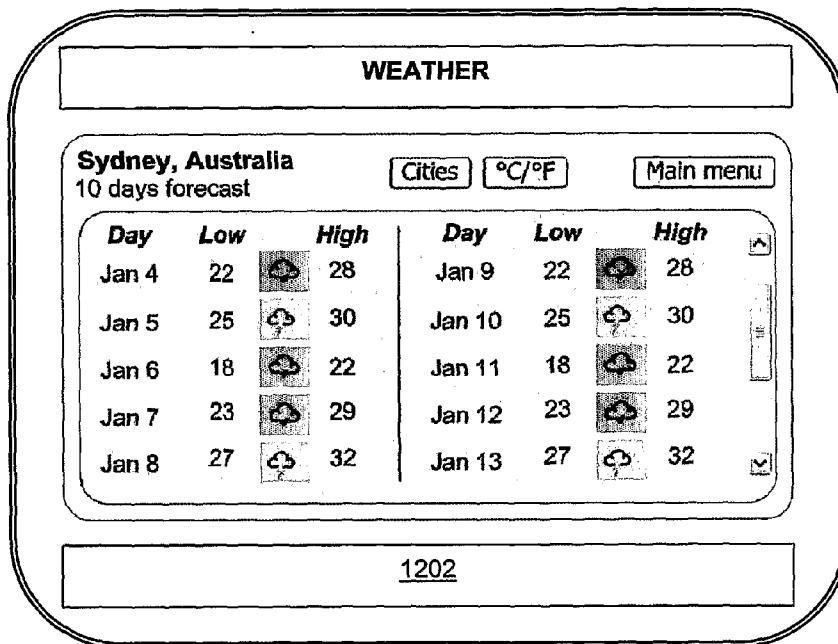 WEATHER
Sydney, Australia
10 days forecast
Cities
°C/°F
Main menu
Day Low High Day Low High
Jan 4 22 28 Jan 9 22 28
Jan 5 25 30 Jan 10 25 30
Jan 6 18 22 Jan 11 18 22
Jan 7 23 29 Jan 12 23 29
Jan 8 27 32 Jan 13 27 32
1202